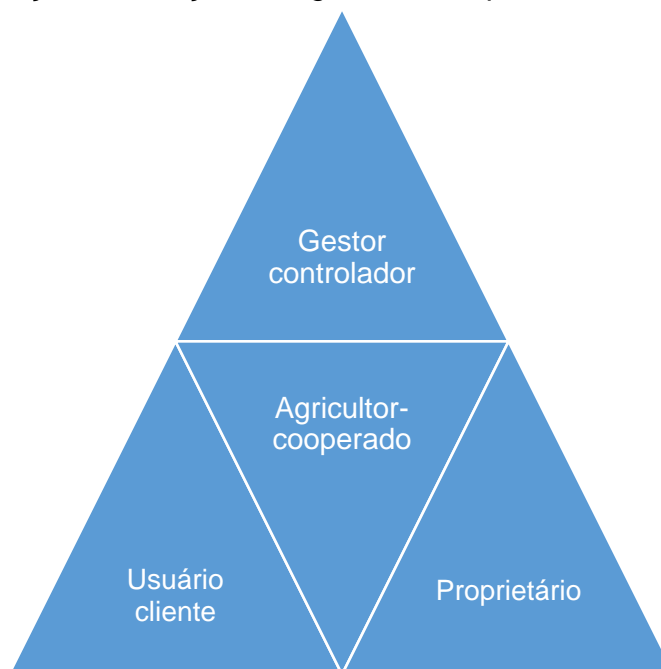 Gestor
controlador
Agricultor-
cooperado
Usuário
cliente
Proprietário